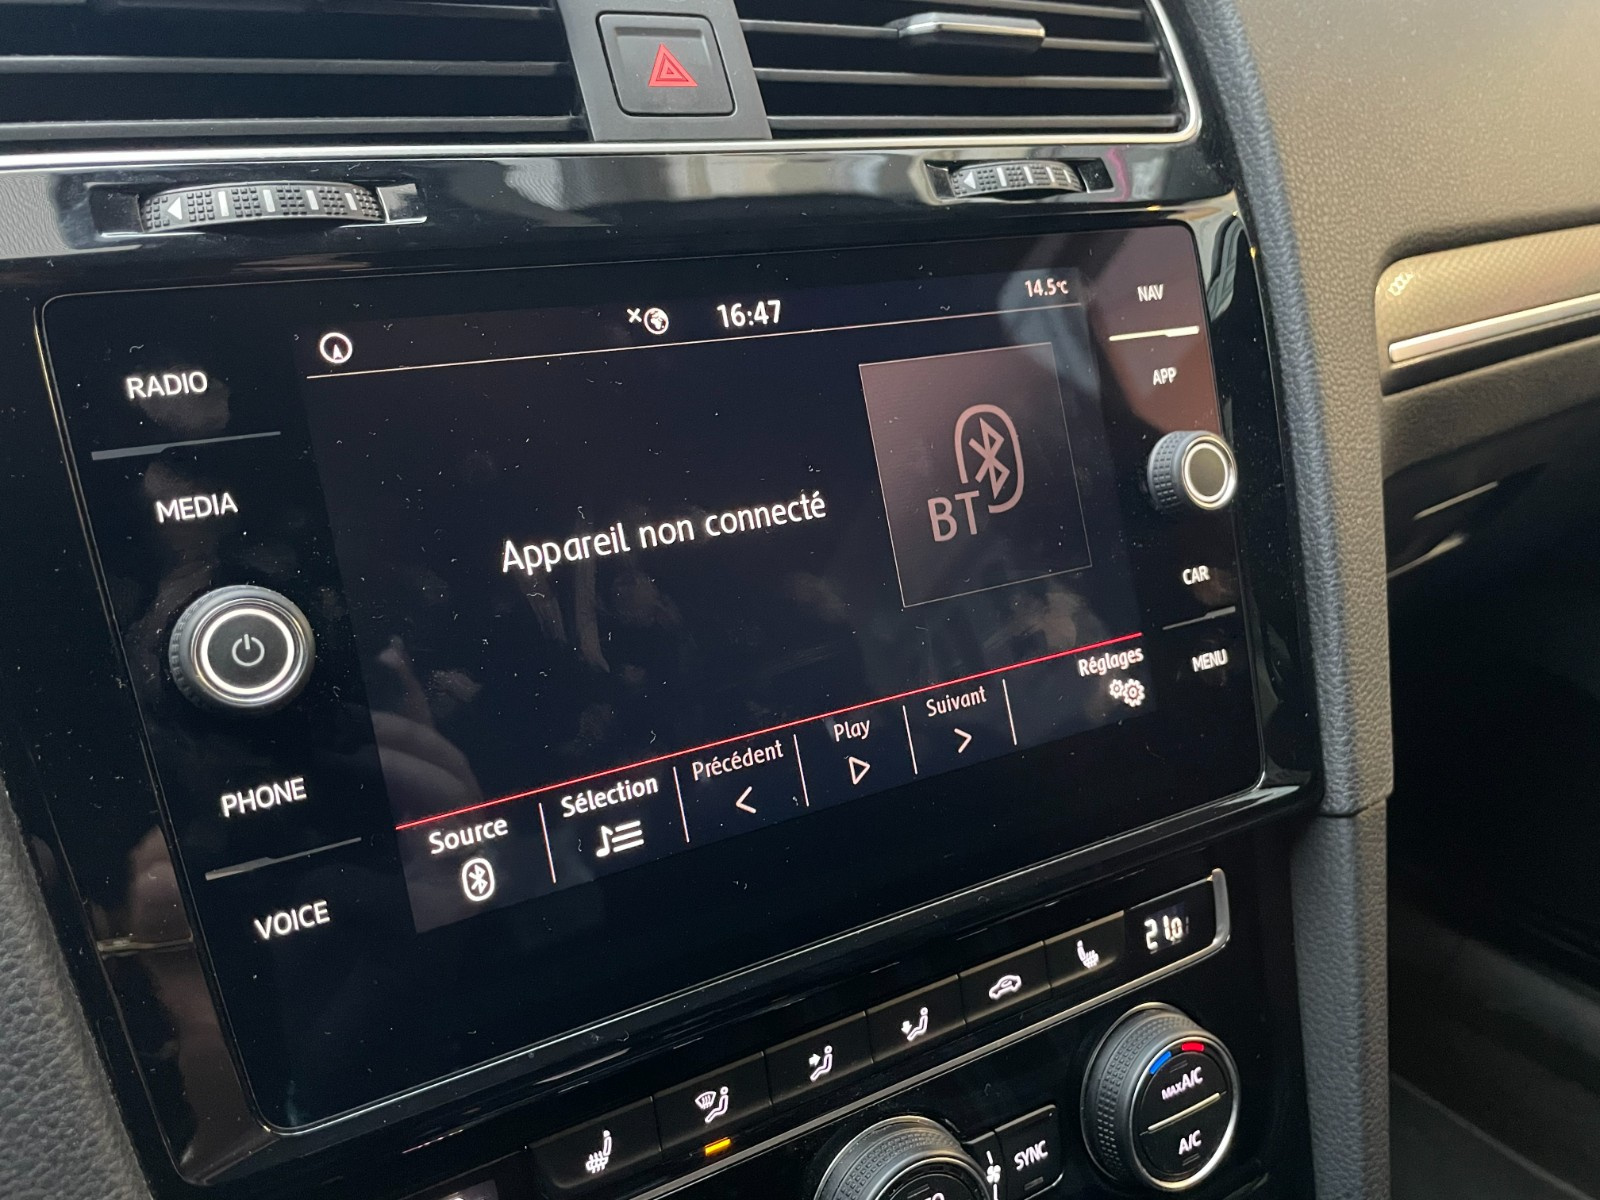 16:47
14.5°C
NAV
RADIO
APP
MEDIA
BT
Appareil non connecté
CAR
MENU
Réglages
Suivant
Play
Précédent
Sélection
Source
PHONE
VOICE
21.0
MAX A/C
A/C
SYNC